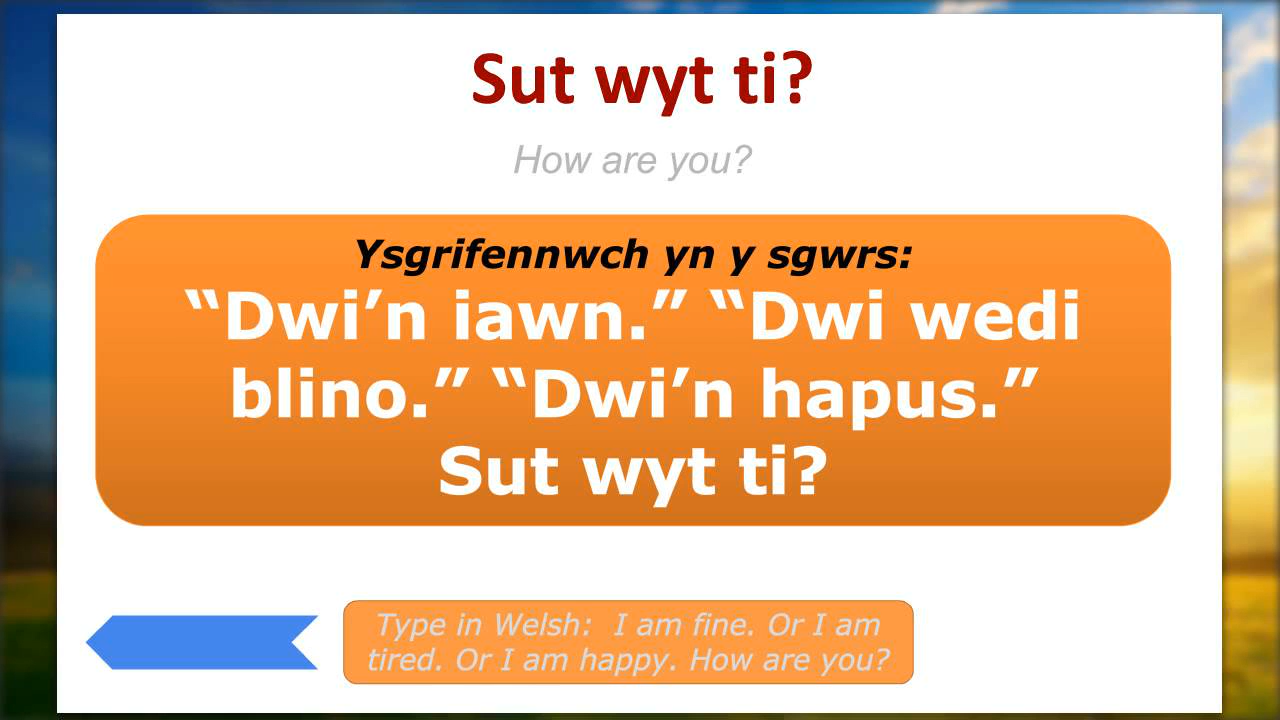 Sut wyt ti?
How are you?
Ysgrifennwch yn y sgwrs:
“Dwi’n iawn.” “Dwi wedi
blino.” “Dwi’n hapus.”
Sut wyt ti?
Type in Welsh:  I am fine. Or I am
tired. Or I am happy. How are you?